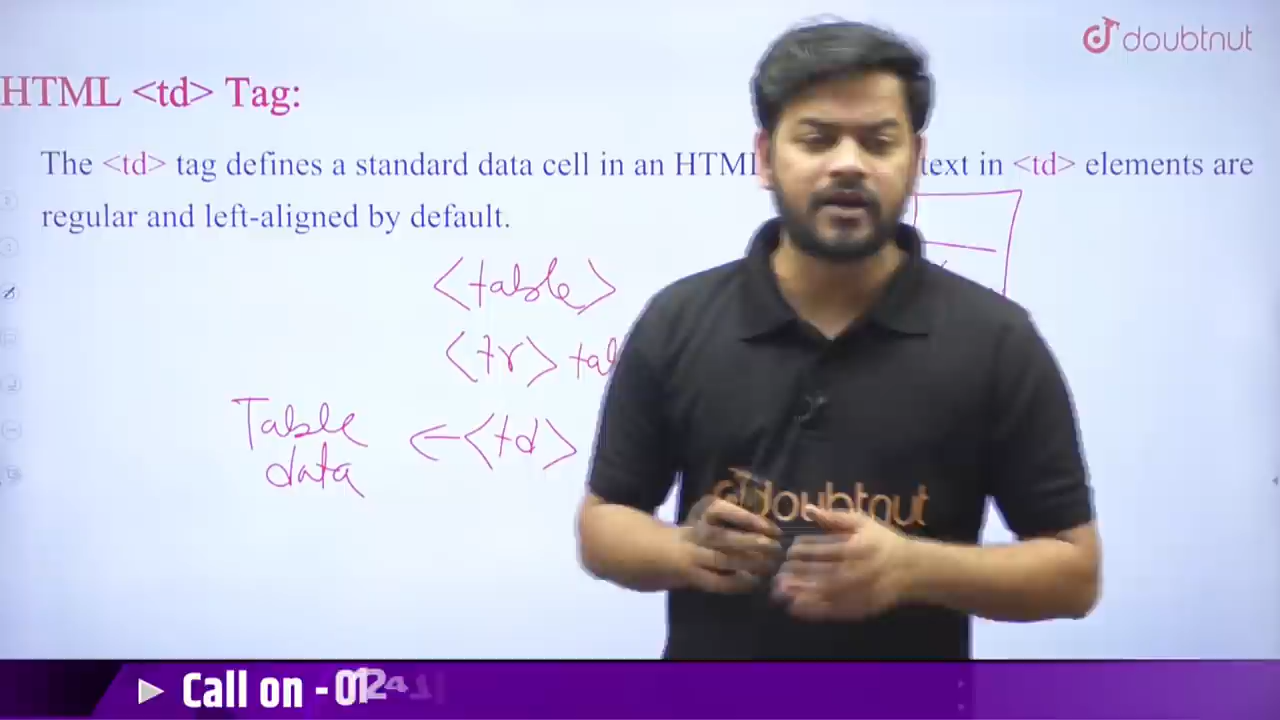 doubtnut
HTML <td> Tag:
The <td> tag defines a standard data cell in an HTML text in <td> elements are
regular and left-aligned by default.
<table>
<tr>
Table
data
<td>
doubtnut
Call on -